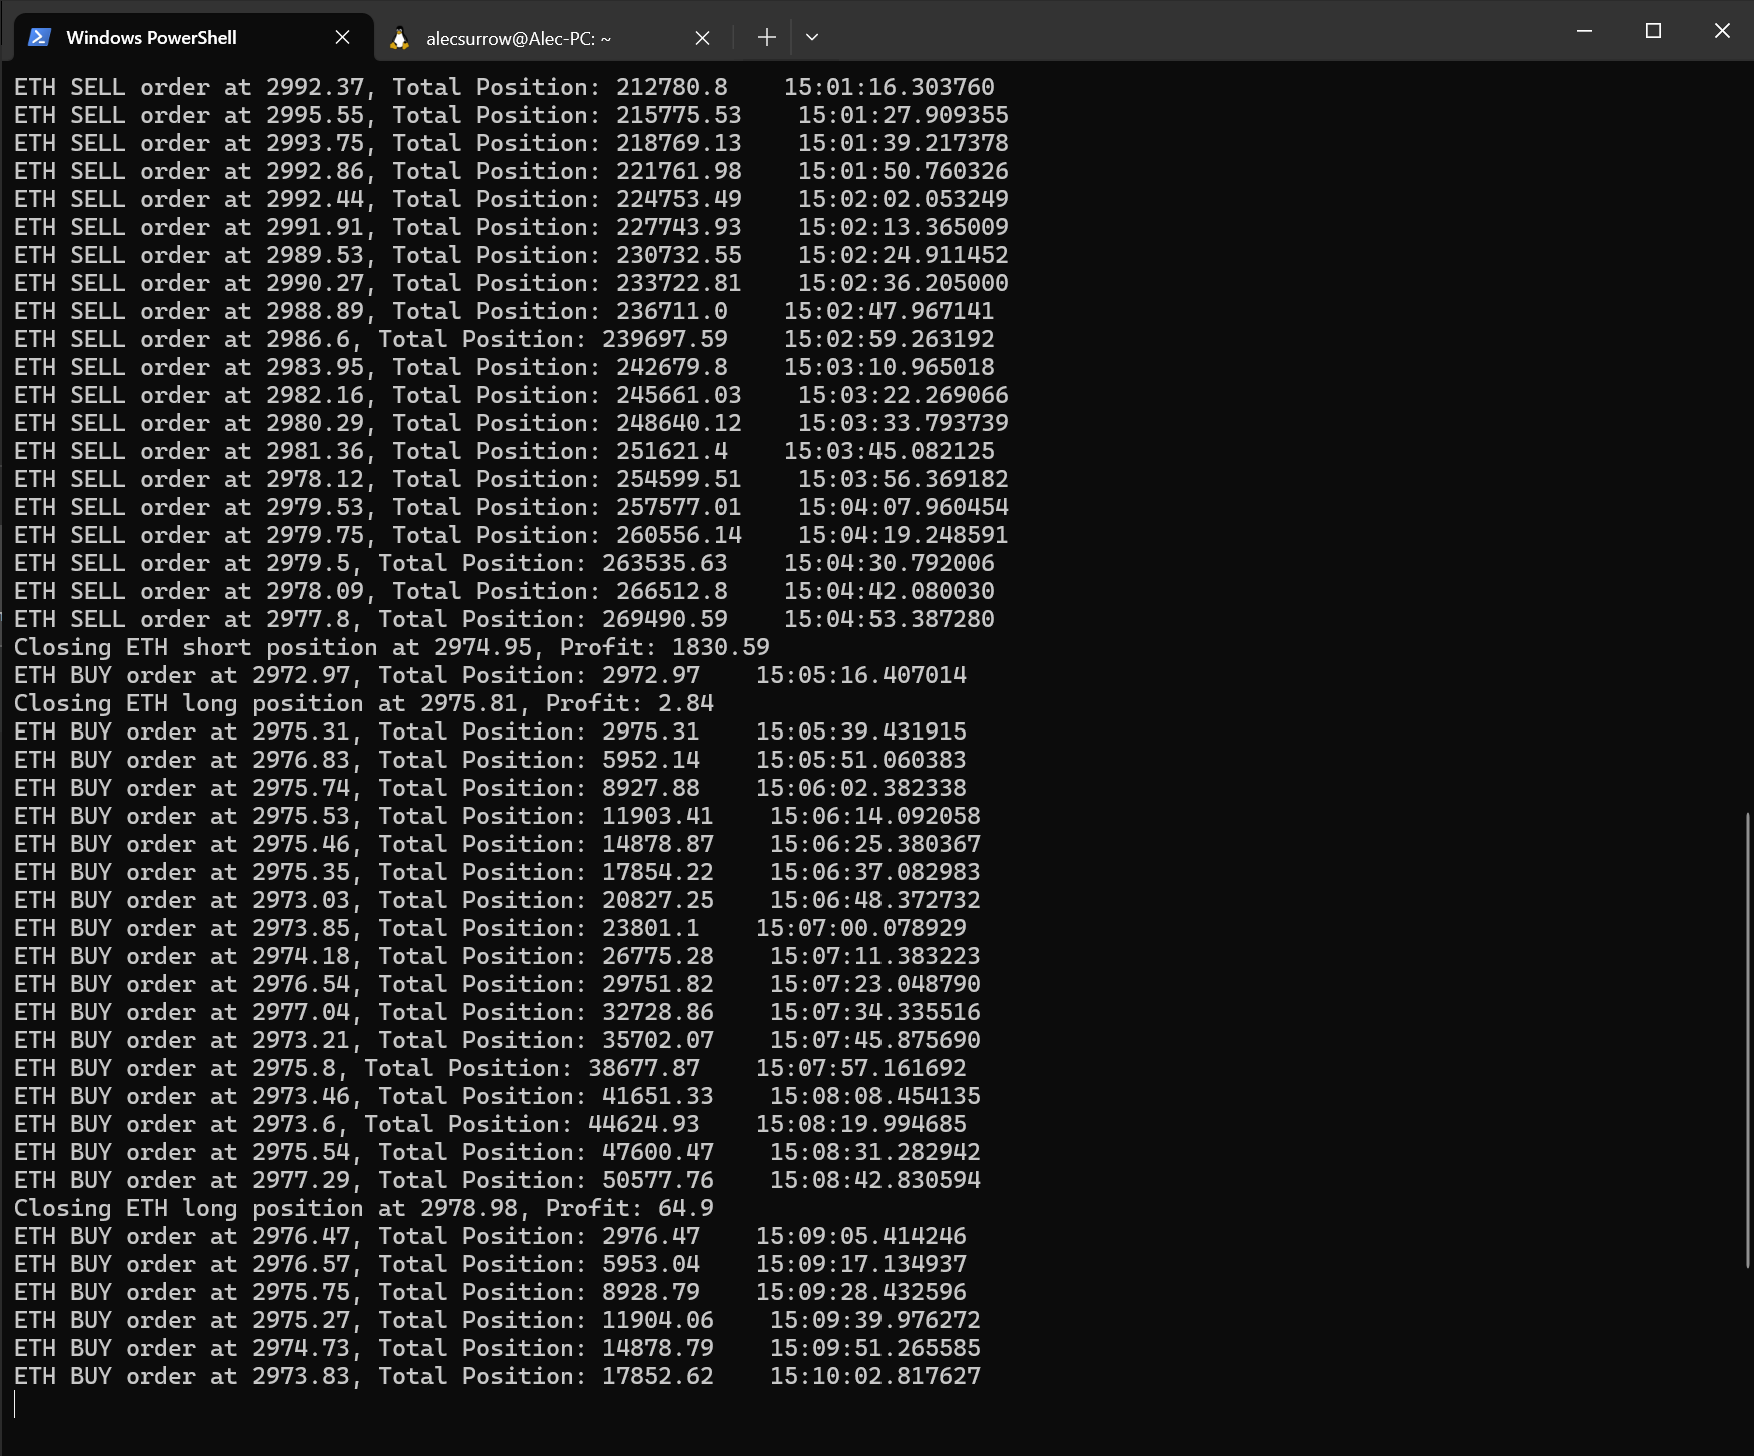 Windows PowerShell
alecsurrow@Alec-PC: ~
ETH SELL order at 2992.37, Total Position: 212780.8    15:01:16.303760
ETH SELL order at 2995.55, Total Position: 215775.53    15:01:27.909355
ETH SELL order at 2993.75, Total Position: 218769.13    15:01:39.217378
ETH SELL order at 2992.86, Total Position: 221761.98    15:01:50.760326
ETH SELL order at 2992.44, Total Position: 224753.49    15:02:02.053249
ETH SELL order at 2991.91, Total Position: 227743.93    15:02:13.365009
ETH SELL order at 2989.53, Total Position: 230732.55    15:02:24.911452
ETH SELL order at 2990.27, Total Position: 233722.81    15:02:36.205000
ETH SELL order at 2988.89, Total Position: 236711.0    15:02:47.967141
ETH SELL order at 2986.6, Total Position: 239697.59    15:02:59.263192
ETH SELL order at 2983.95, Total Position: 242679.8    15:03:10.965018
ETH SELL order at 2982.16, Total Position: 245661.03    15:03:22.269066
ETH SELL order at 2980.29, Total Position: 248640.12    15:03:33.793739
ETH SELL order at 2981.36, Total Position: 251621.4    15:03:45.082125
ETH SELL order at 2978.12, Total Position: 254599.51    15:03:56.369182
ETH SELL order at 2979.53, Total Position: 257577.01    15:04:07.960454
ETH SELL order at 2979.75, Total Position: 260556.14    15:04:19.248591
ETH SELL order at 2979.5, Total Position: 263535.63    15:04:30.792006
ETH SELL order at 2978.09, Total Position: 266512.8    15:04:42.080030
ETH SELL order at 2977.8, Total Position: 269490.59    15:04:53.387280
Closing ETH short position at 2974.95, Profit: 1830.59
ETH BUY order at 2972.97, Total Position: 2972.97    15:05:16.407014
Closing ETH long position at 2975.81, Profit: 2.84
ETH BUY order at 2975.31, Total Position: 2975.31    15:05:39.431915
ETH BUY order at 2976.83, Total Position: 5952.14    15:05:51.060383
ETH BUY order at 2975.74, Total Position: 8927.88    15:06:02.382338
ETH BUY order at 2975.53, Total Position: 11903.41    15:06:14.092058
ETH BUY order at 2975.46, Total Position: 14878.87    15:06:25.380367
ETH BUY order at 2975.35, Total Position: 17854.22    15:06:37.082983
ETH BUY order at 2973.03, Total Position: 20827.25    15:06:48.372732
ETH BUY order at 2973.85, Total Position: 23801.1    15:07:00.078929
ETH BUY order at 2974.18, Total Position: 26775.28    15:07:11.383223
ETH BUY order at 2976.54, Total Position: 29751.82    15:07:23.048790
ETH BUY order at 2977.04, Total Position: 32728.86    15:07:34.335516
ETH BUY order at 2973.21, Total Position: 35702.07    15:07:45.875690
ETH BUY order at 2975.8, Total Position: 38677.87    15:07:57.161692
ETH BUY order at 2973.46, Total Position: 41651.33    15:08:08.454135
ETH BUY order at 2973.6, Total Position: 44624.93    15:08:19.994685
ETH BUY order at 2975.54, Total Position: 47600.47    15:08:31.282942
ETH BUY order at 2977.29, Total Position: 50577.76    15:08:42.830594
Closing ETH long position at 2978.98, Profit: 64.9
ETH BUY order at 2976.47, Total Position: 2976.47    15:09:05.414246
ETH BUY order at 2976.57, Total Position: 5953.04    15:09:17.134937
ETH BUY order at 2975.75, Total Position: 8928.79    15:09:28.432596
ETH BUY order at 2975.27, Total Position: 11904.06    15:09:39.976272
ETH BUY order at 2974.73, Total Position: 14878.79    15:09:51.265585
ETH BUY order at 2973.83, Total Position: 17852.62    15:10:02.817627